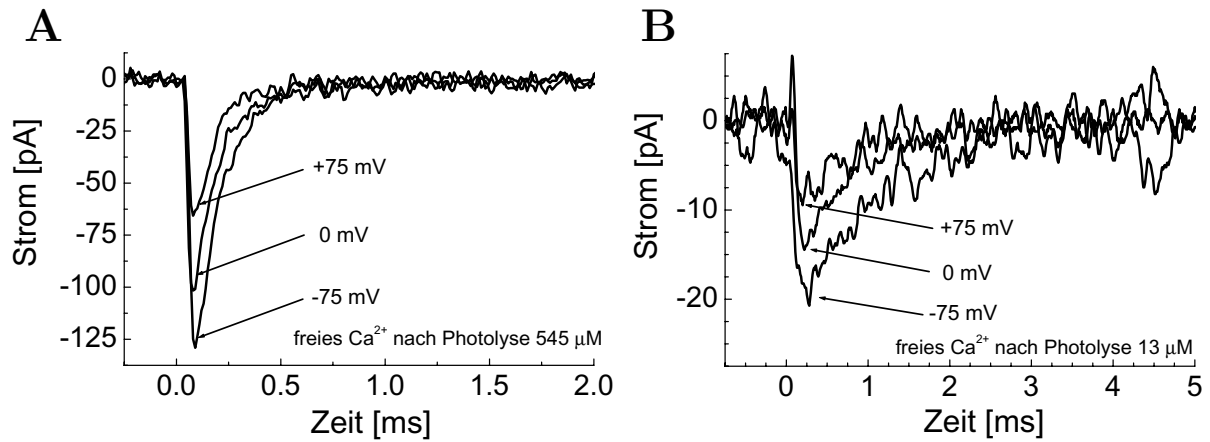 A
Strom [pA]
0
-25
-50
-75
-100
-125
+75 mV
0 mV
-75 mV
freies Ca²⁺ nach Photolyse 545 µM
0.0 0.5 1.0 1.5 2.0
Zeit [ms]
B
Strom [pA]
0
-10
-20
+75 mV
0 mV
-75 mV
freies Ca²⁺ nach Photolyse 13 µM
0 1 2 3 4 5
Zeit [ms]